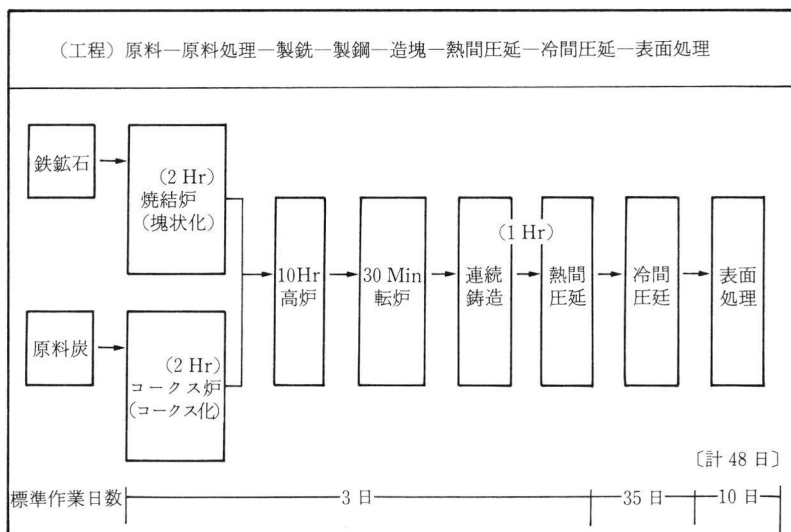 (工程)原料―原料処理―製銑―製鋼―造塊―熱間圧延―冷間圧延―表面処理
鉄鉱石
(2 Hr)
焼結炉
(塊状化)
原料炭
(2 Hr)
コークス炉
(コークス化)
10Hr
高炉
30 Min
転炉
連続
鋳造
(1 Hr)
熱間
圧延
冷間
圧廷
表面
処理
〔計 48 日〕
標準作業日数
3 日
35 日
10 日